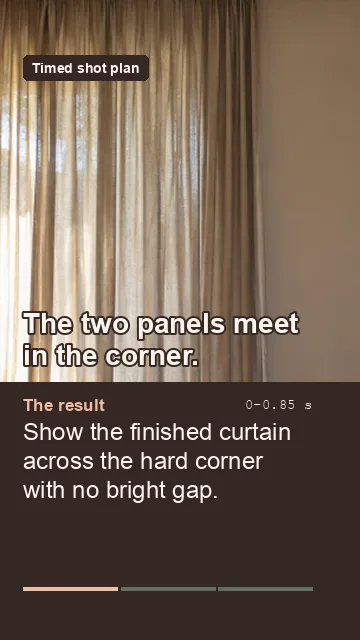 Timed shot plan
The two panels meet
in the corner.
The result
0–0.85 s
Show the finished curtain
across the hard corner
with no bright gap.